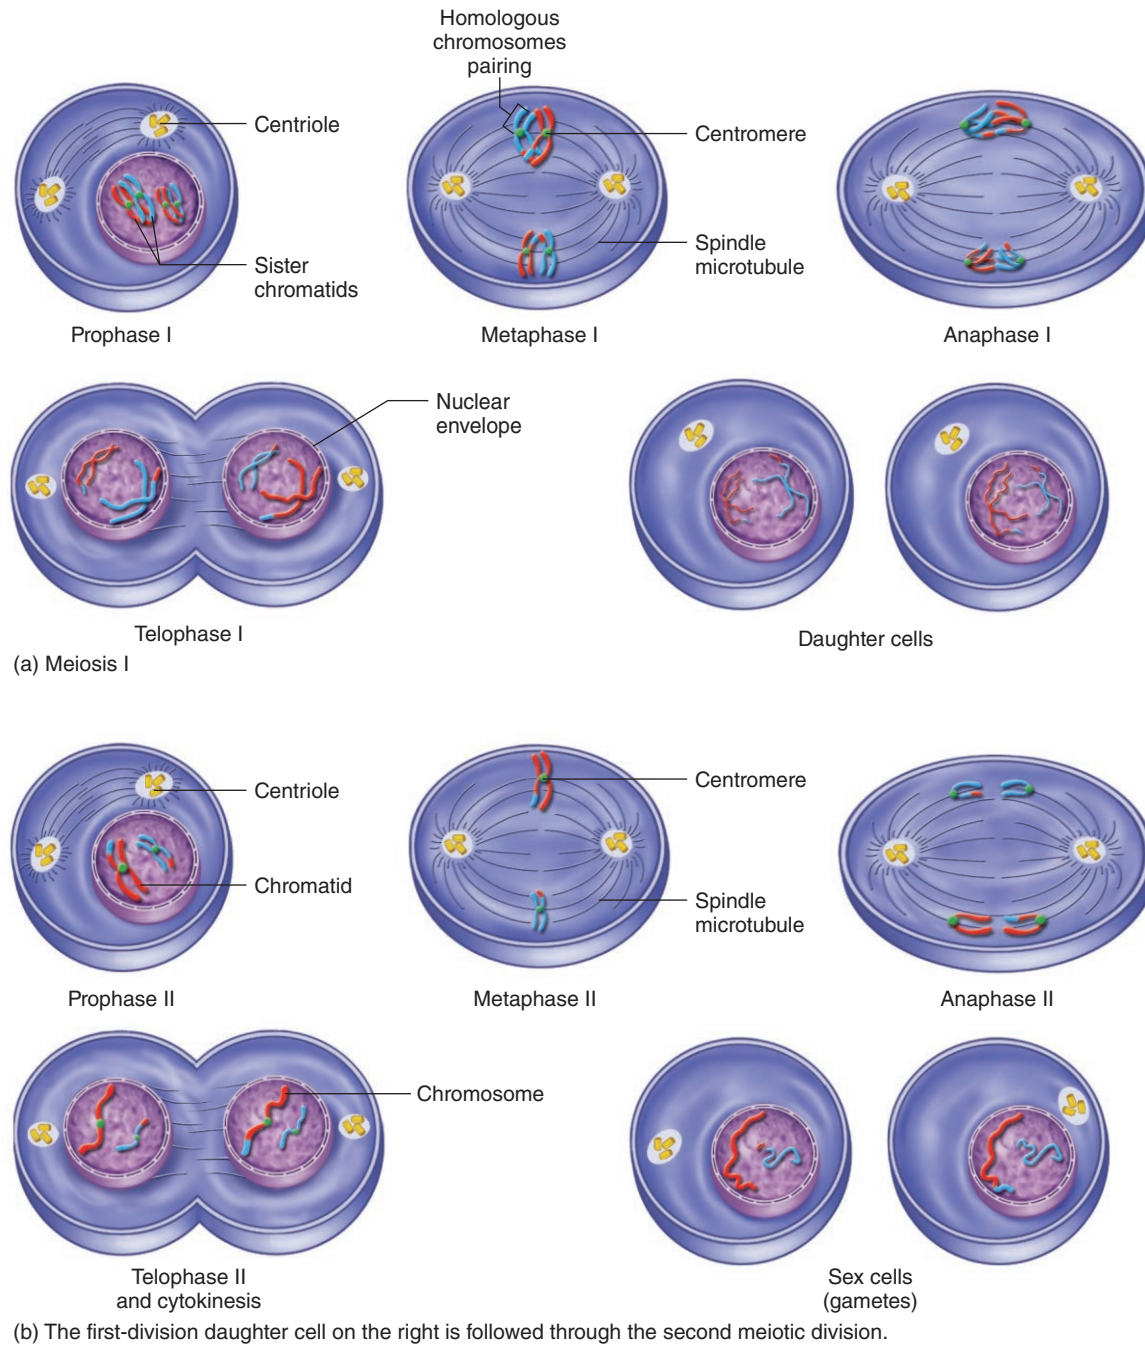 Homologous
chromosomes
pairing
Centriole
Centromere
Sister
chromatids
Spindle
microtubule
Prophase I
Metaphase I
Anaphase I
Nuclear
envelope
Telophase I
Daughter cells
(a) Meiosis I
Centriole
Centromere
Chromatid
Spindle
microtubule
Prophase II
Metaphase II
Anaphase II
Chromosome
Telophase II
and cytokinesis
Sex cells
(gametes)
(b) The first-division daughter cell on the right is followed through the second meiotic division.